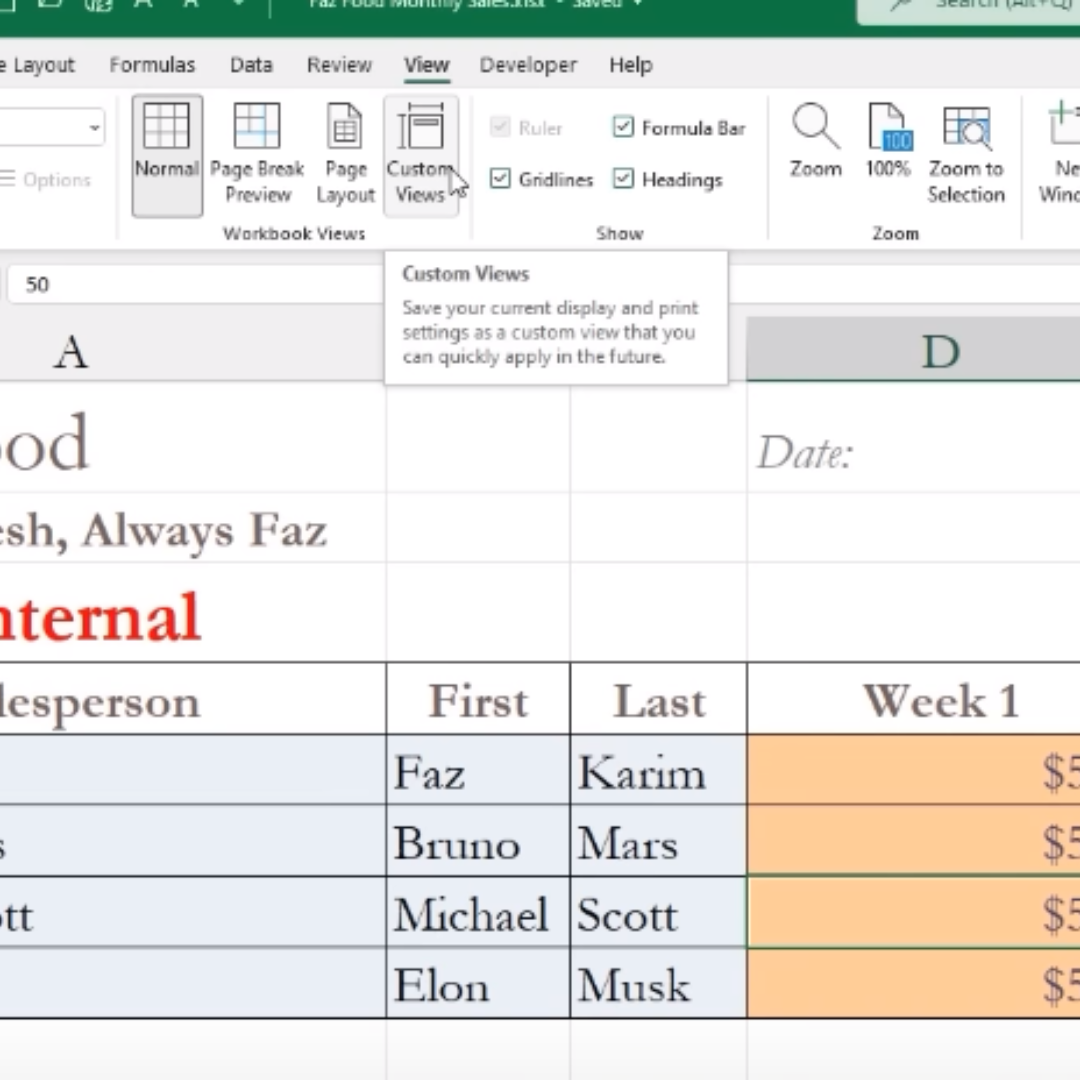 Faz Food Monthly Sales.xlsx - Saved
Search (Alt+Q)
Layout Formulas Data Review View Developer Help
Normal Page Break Preview Page Layout Custom Views
Ruler Formula Bar
Gridlines Headings
Zoom 100% Zoom to Selection
100
Options
Workbook Views Show Zoom
50
Custom Views
Save your current display and print
settings as a custom view that you
can quickly apply in the future.
A D
ood Date:
esh, Always Faz
nternal
lesperson First Last Week 1
Faz Karim $5
s Bruno Mars $5
ott Michael Scott $5
Elon Musk $5